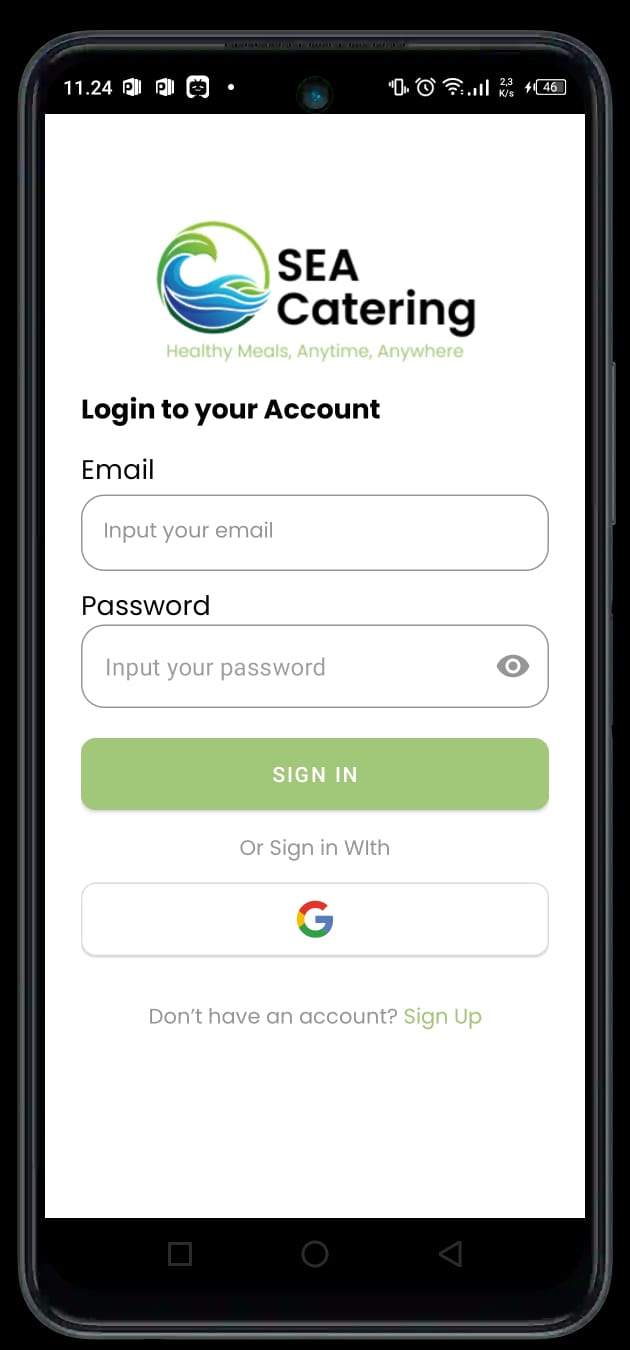 11.24
2,3
K/s
46
SEA
Catering
Healthy Meals, Anytime, Anywhere
Login to your Account
Email
Input your email
Password
Input your password
SIGN IN
Or Sign in WIth
Don’t have an account? Sign Up